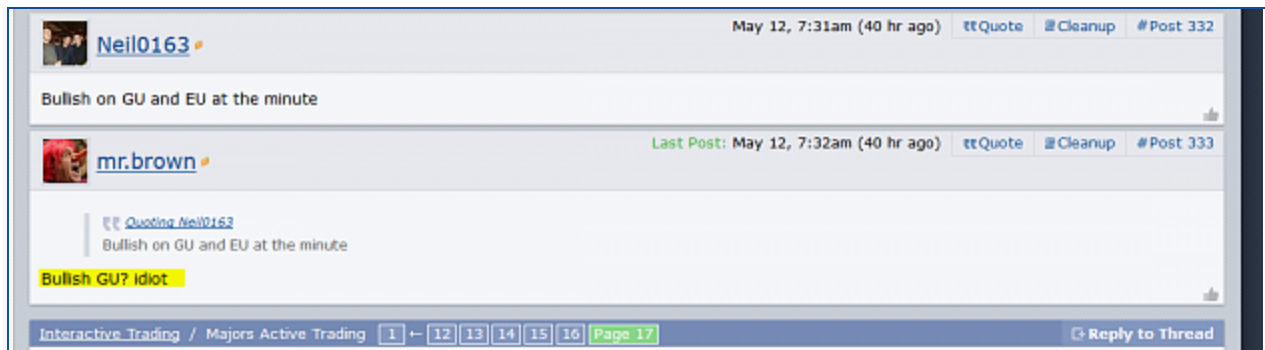 Neil0163 May 12, 7:31am (40 hr ago) Quote Cleanup #Post 332
Bullish on GU and EU at the minute
mr.brown Last Post: May 12, 7:32am (40 hr ago) Quote Cleanup #Post 333
Quoting Neil0163
Bullish on GU and EU at the minute
Bullish GU? idiot
Interactive Trading / Majors Active Trading 1 ← 12 13 14 15 16 Page 17 Reply to Thread